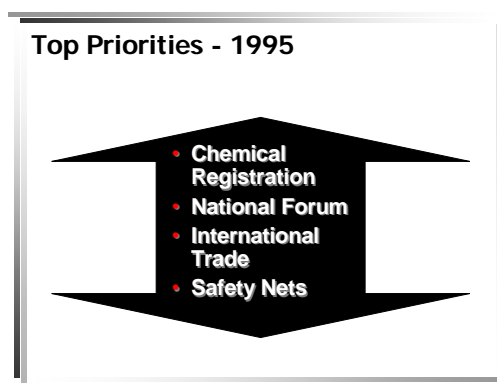 Top Priorities - 1995
• Chemical
Registration
• National Forum
• International
Trade
• Safety Nets